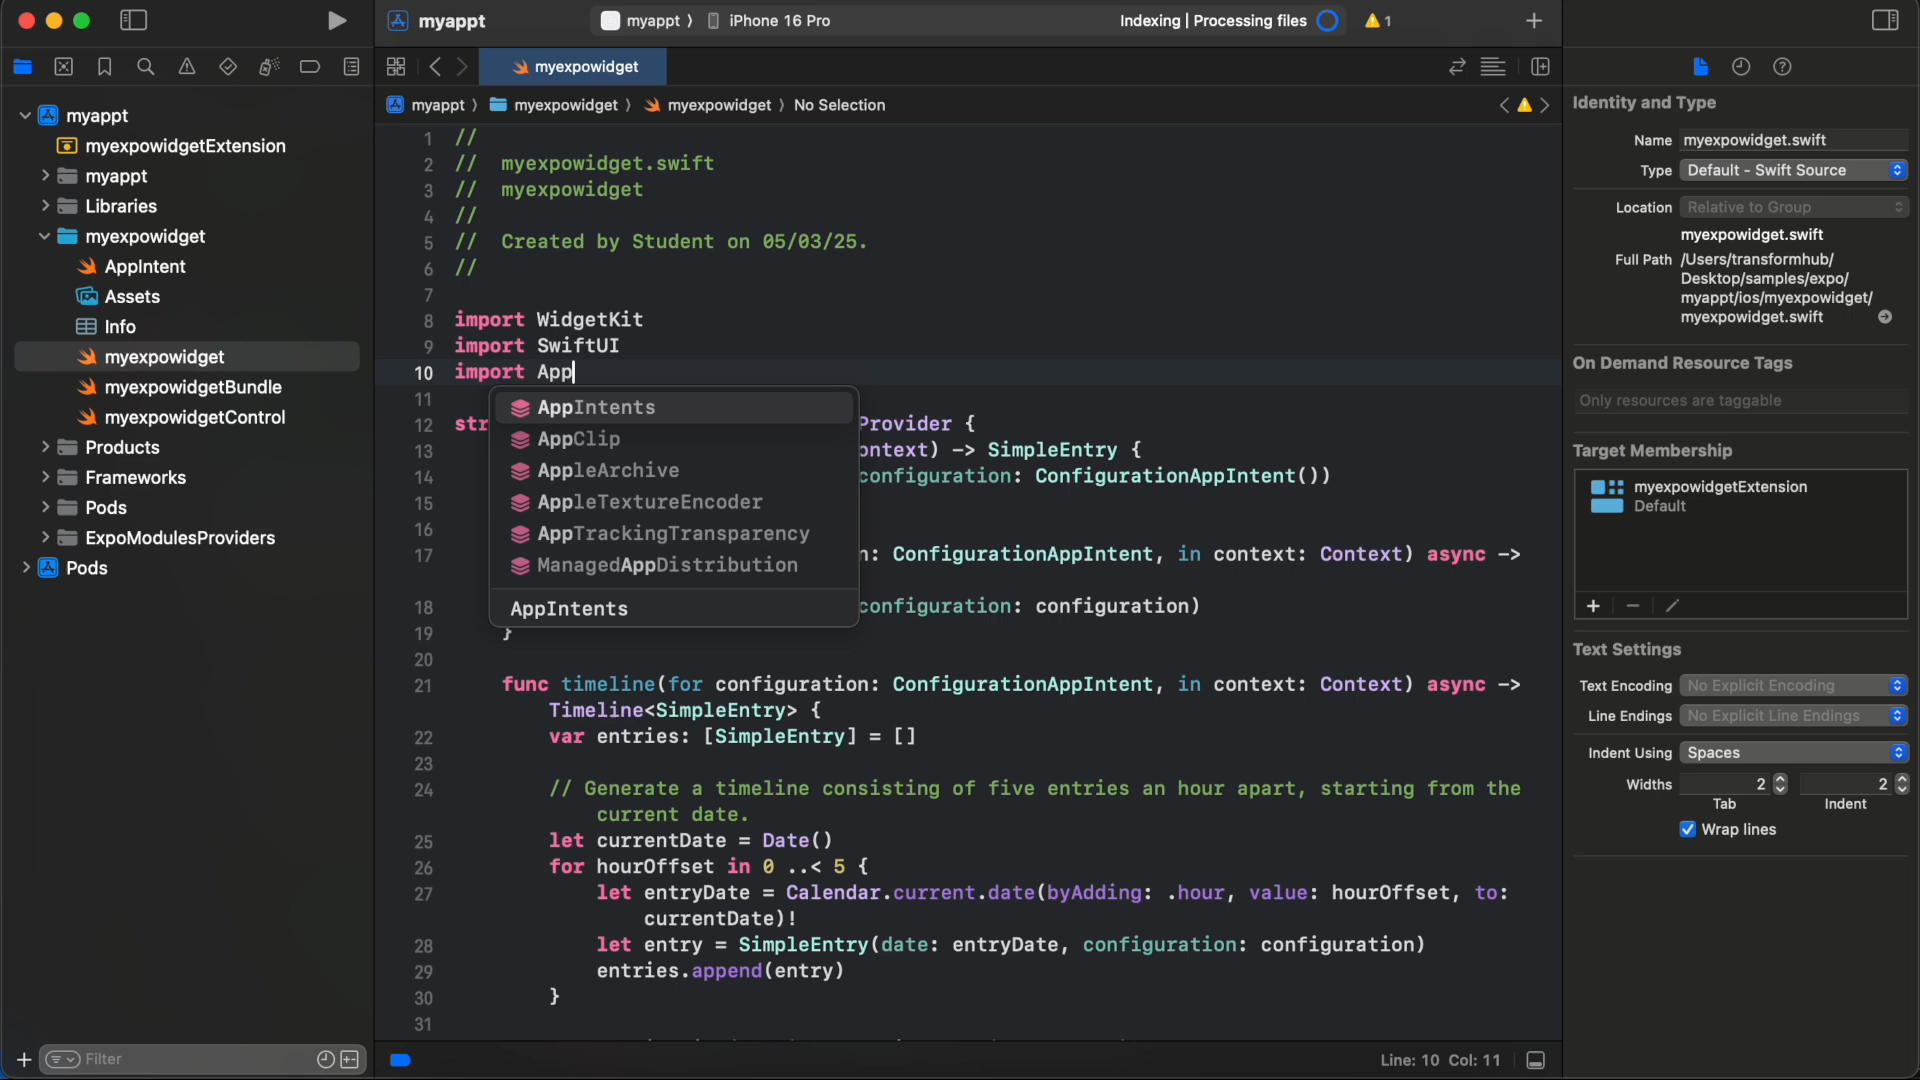 myappt
myappt
iPhone 16 Pro
Indexing | Processing files
1
myexpowidget
myappt
myexpowidget
myexpowidget
No Selection
myappt
myexpowidgetExtension
myappt
Libraries
myexpowidget
AppIntent
Assets
Info
myexpowidget
myexpowidgetBundle
myexpowidgetControl
Products
Frameworks
Pods
ExpoModulesProviders
Pods
Filter
1 //
2 //  myexpowidget.swift
3 //  myexpowidget
4 //
5 //  Created by Student on 05/03/25.
6 //
7
8 import WidgetKit
9 import SwiftUI
10 import App
11
12 str Provider {
13 ontext) -> SimpleEntry {
14 configuration: ConfigurationAppIntent())
15
16
17 n: ConfigurationAppIntent, in context: Context) async ->
18 configuration: configuration)
19 }
20
21 func timeline(for configuration: ConfigurationAppIntent, in context: Context) async ->
Timeline<SimpleEntry> {
22 var entries: [SimpleEntry] = []
23
24 // Generate a timeline consisting of five entries an hour apart, starting from the
current date.
25 let currentDate = Date()
26 for hourOffset in 0 ..< 5 {
27 let entryDate = Calendar.current.date(byAdding: .hour, value: hourOffset, to:
currentDate)!
28 let entry = SimpleEntry(date: entryDate, configuration: configuration)
29 entries.append(entry)
30 }
31
AppIntents
AppClip
AppleArchive
AppleTextureEncoder
AppTrackingTransparency
ManagedAppDistribution
AppIntents
Line: 10 Col: 11
Identity and Type
Name myexpowidget.swift
Type Default - Swift Source
Location Relative to Group
myexpowidget.swift
Full Path /Users/transformhub/
Desktop/samples/expo/
myappt/ios/myexpowidget/
myexpowidget.swift
On Demand Resource Tags
Only resources are taggable
Target Membership
myexpowidgetExtension
Default
Text Settings
Text Encoding No Explicit Encoding
Line Endings No Explicit Line Endings
Indent Using Spaces
Widths 2 2
Tab Indent
Wrap lines